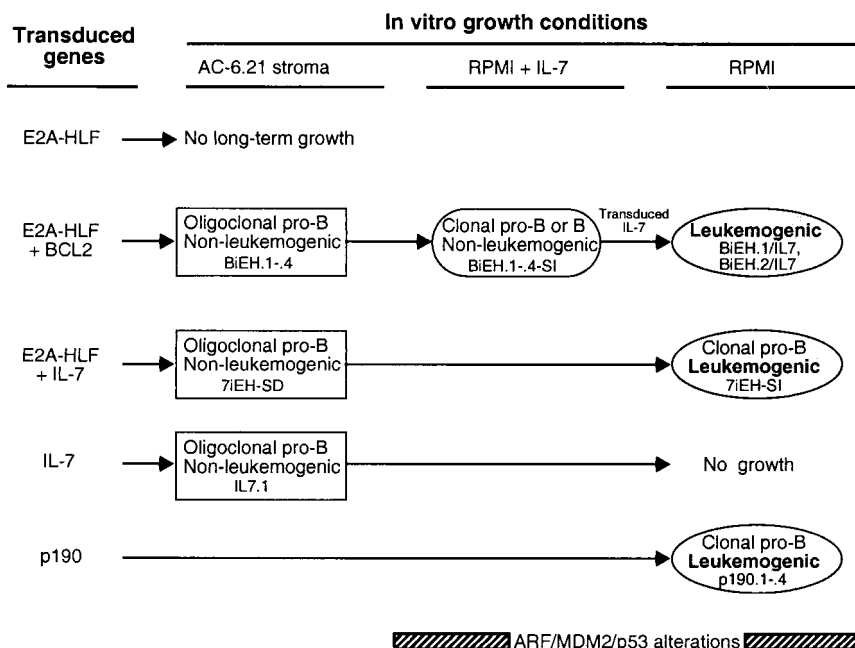 In vitro growth conditions
Transduced
genes
AC-6.21 stroma
RPMI + IL-7
RPMI
E2A-HLF
No long-term growth
E2A-HLF
+ BCL2
Oligoclonal pro-B
Non-leukemogenic
BiEH.1-.4
Clonal pro-B or B
Non-leukemogenic
BiEH.1-.4-SI
Transduced
IL-7
Leukemogenic
BiEH.1/IL7,
BiEH.2/IL7
E2A-HLF
+ IL-7
Oligoclonal pro-B
Non-leukemogenic
7iEH-SD
Clonal pro-B
Leukemogenic
7iEH-SI
IL-7
Oligoclonal pro-B
Non-leukemogenic
IL7.1
No growth
p190
Clonal pro-B
Leukemogenic
p190.1-.4
ARF/MDM2/p53 alterations